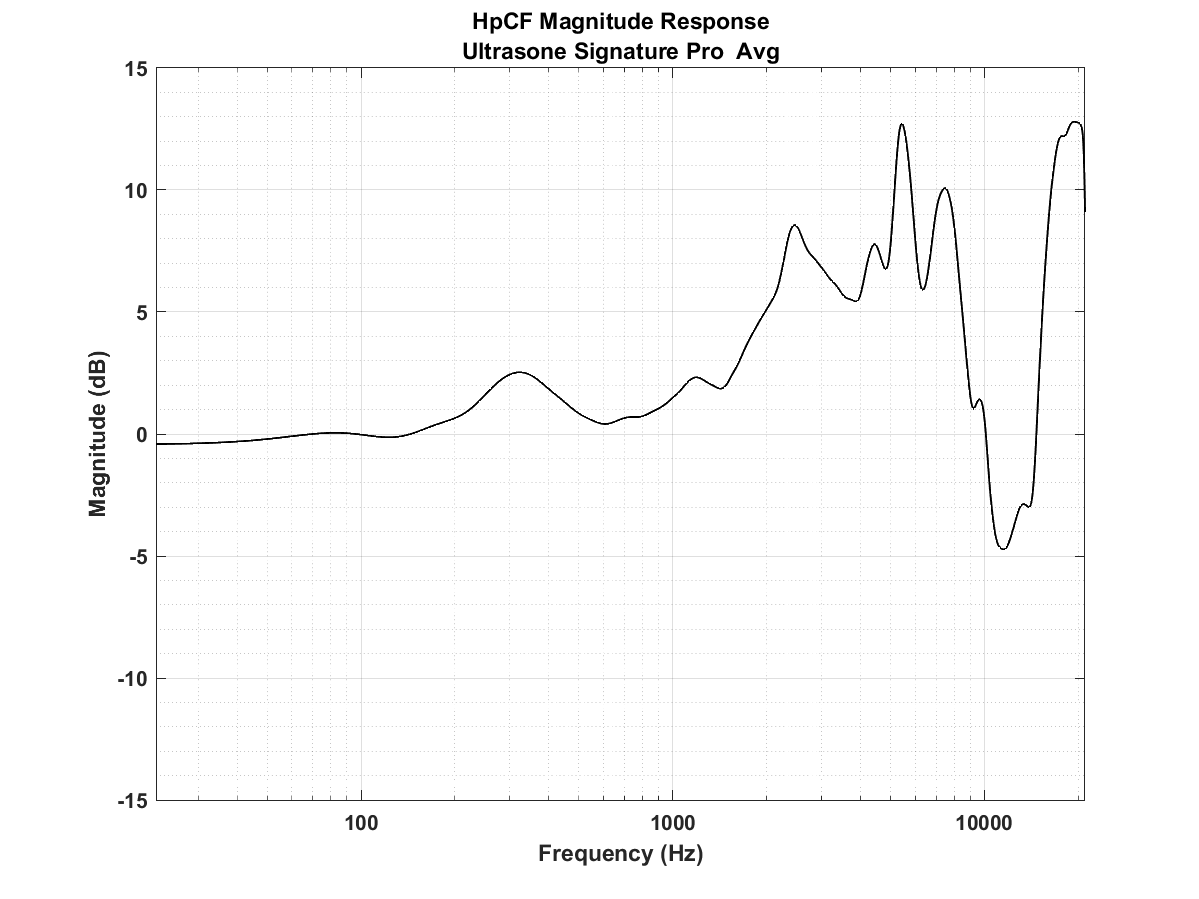 HpCF Magnitude Response
Ultrasone Signature Pro  Avg
15
10
5
0
-5
-10
-15
Magnitude (dB)
100
1000
10000
Frequency (Hz)